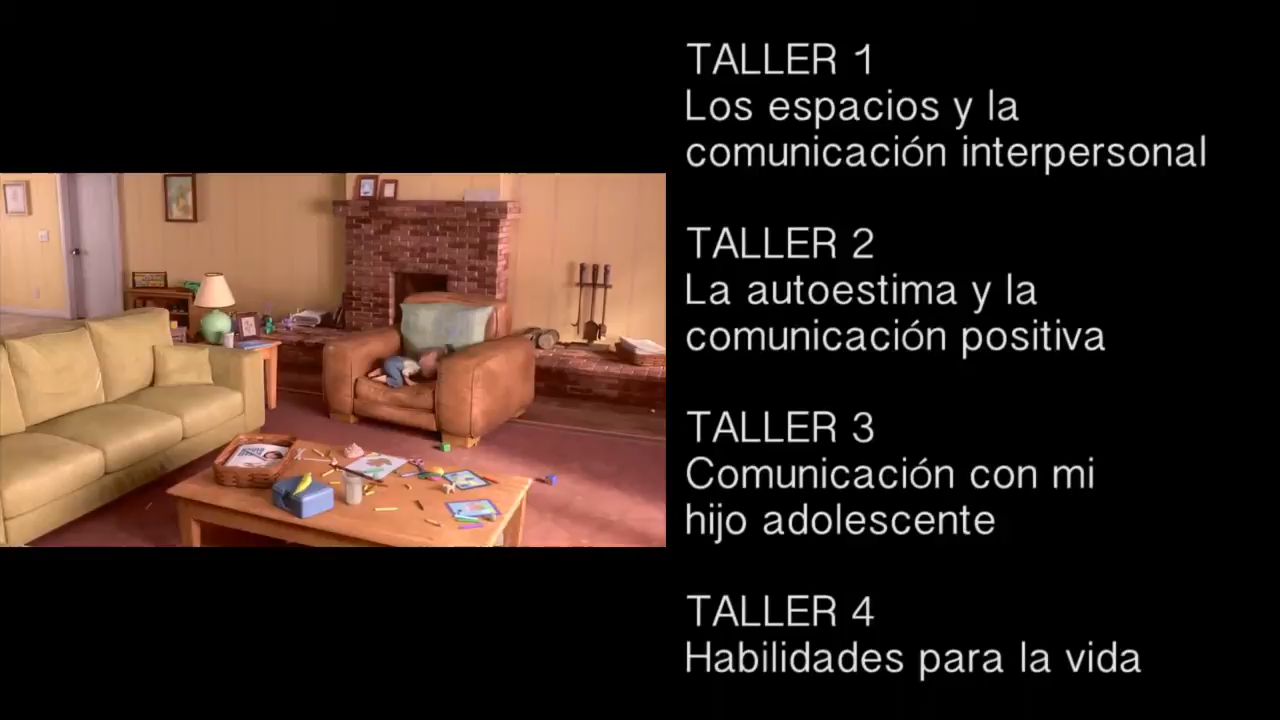 TALLER 1
Los espacios y la
comunicación interpersonal
TALLER 2
La autoestima y la
comunicación positiva
TALLER 3
Comunicación con mi
hijo adolescente
TALLER 4
Habilidades para la vida